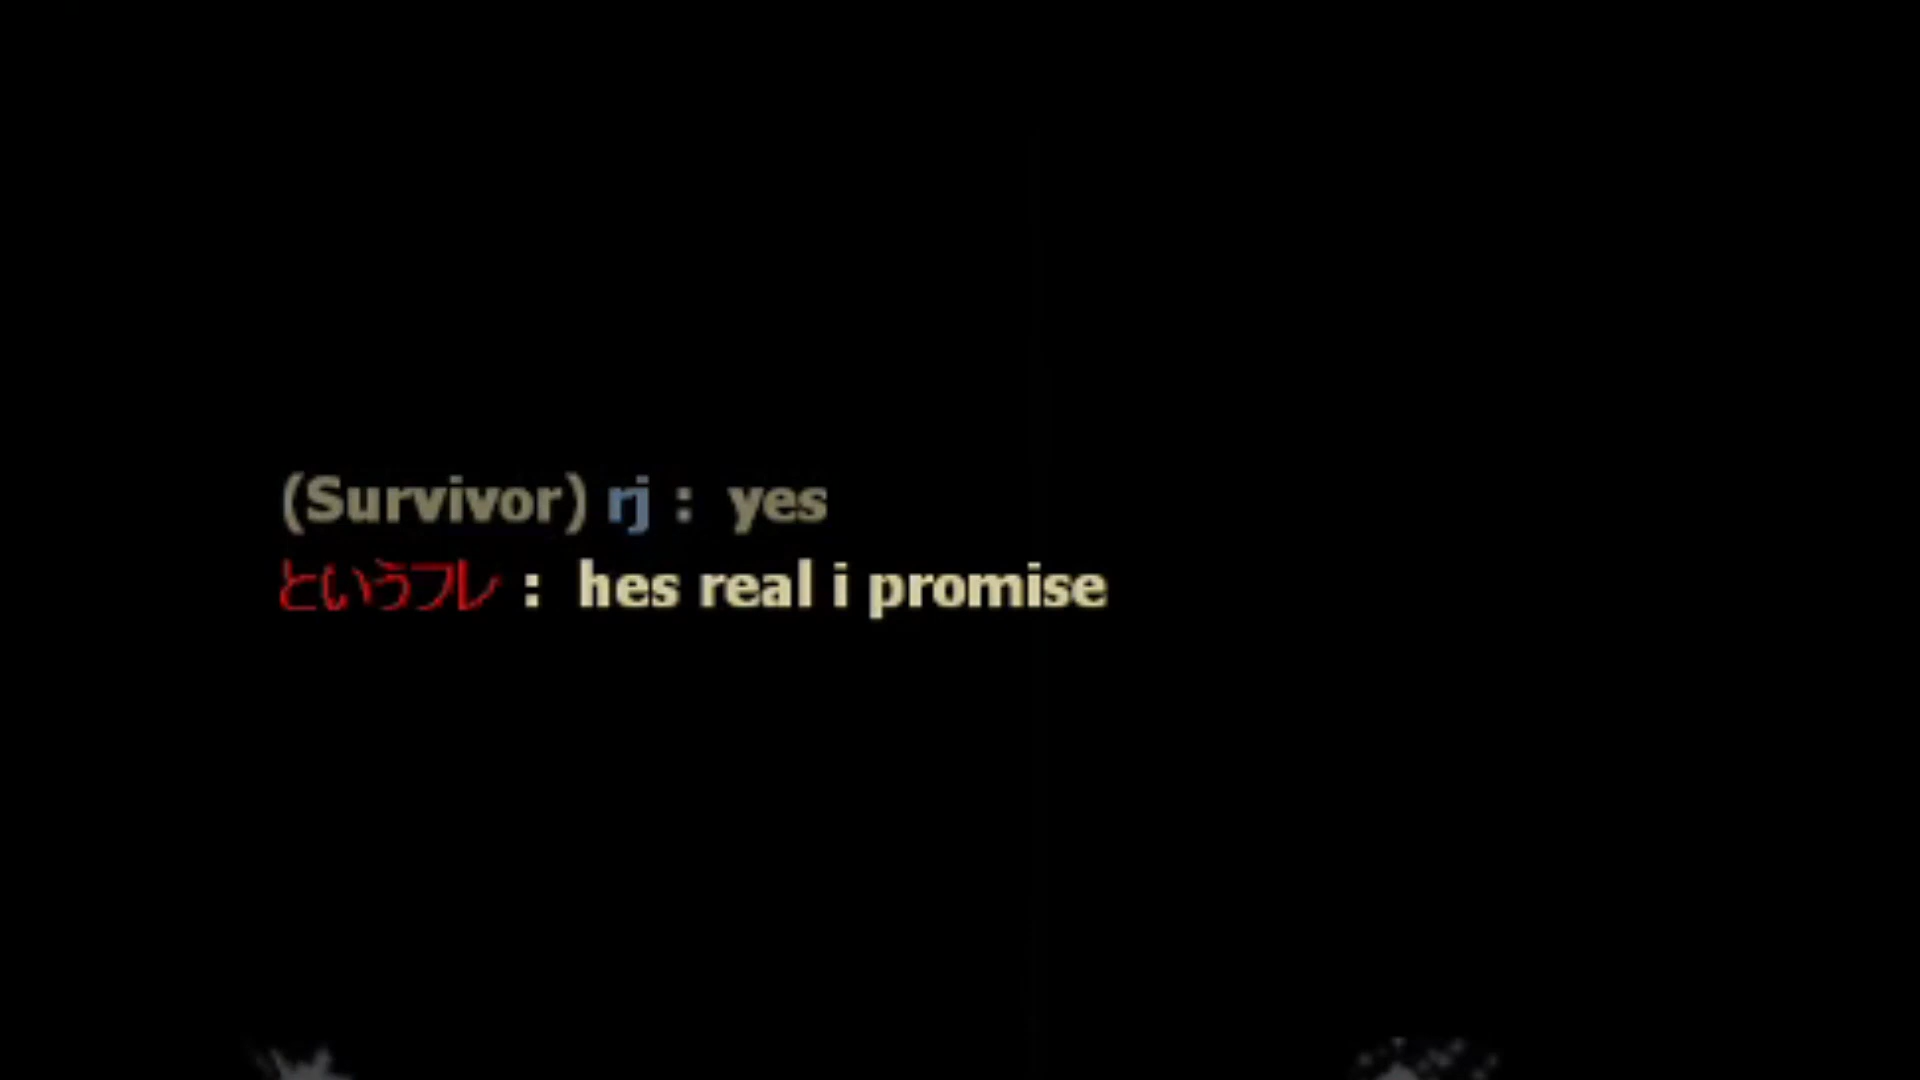 (Survivor) rj :  yes
というフレ :  hes real i promise